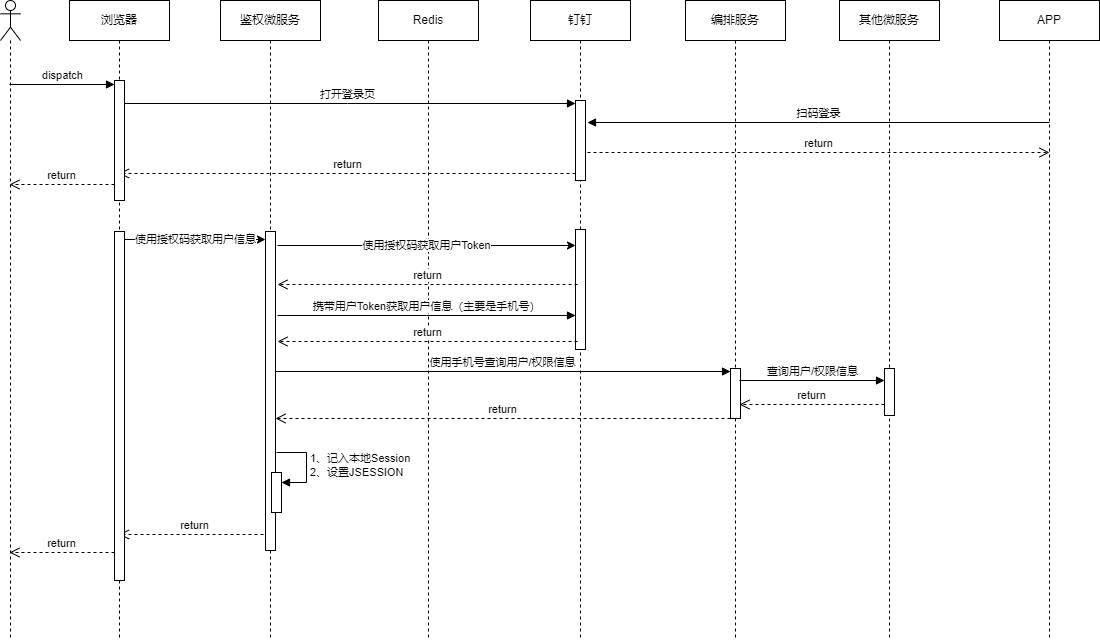 浏览器
鉴权微服务
Redis
钉钉
编排服务
其他微服务
APP
dispatch
打开登录页
扫码登录
return
return
return
使用授权码获取用户信息
使用授权码获取用户Token
return
携带用户Token获取用户信息（主要是手机号）
return
使用手机号查询用户/权限信息
查询用户/权限信息
return
return
1、记入本地Session
2、设置JSESSION
return
return